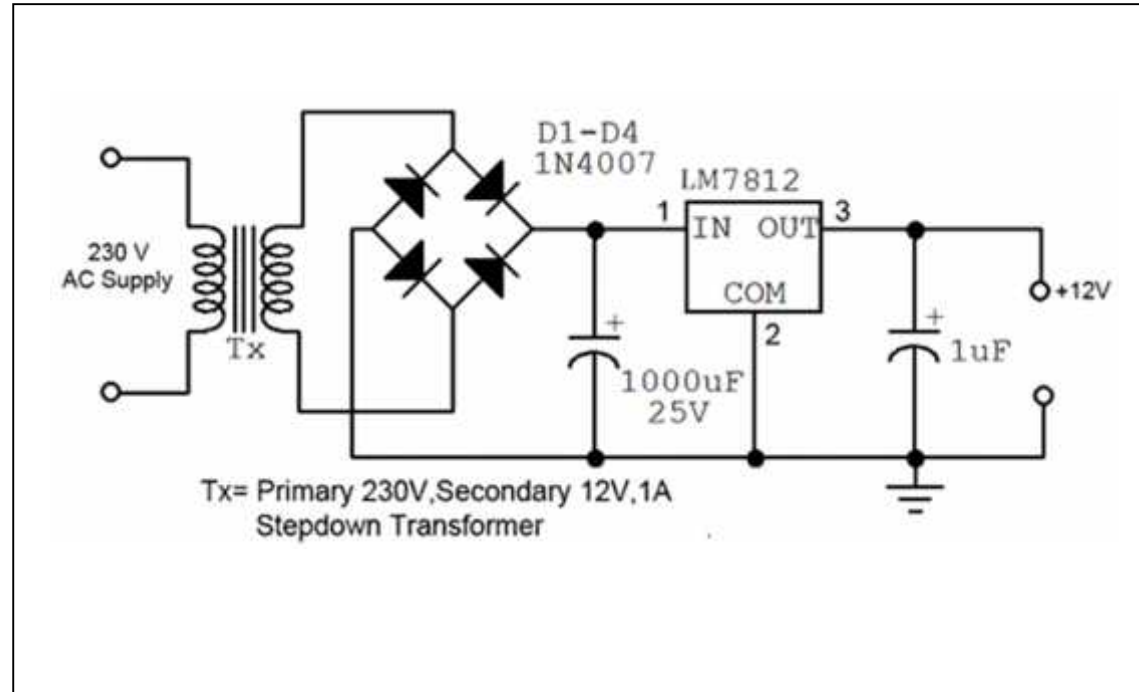 D1-D4
1N4007
LM7812
1
IN OUT
3
COM
2
230 V
AC Supply
Tx
+
1000uF
25V
+
1uF
+12V
Tx= Primary 230V,Secondary 12V,1A
Stepdown Transformer